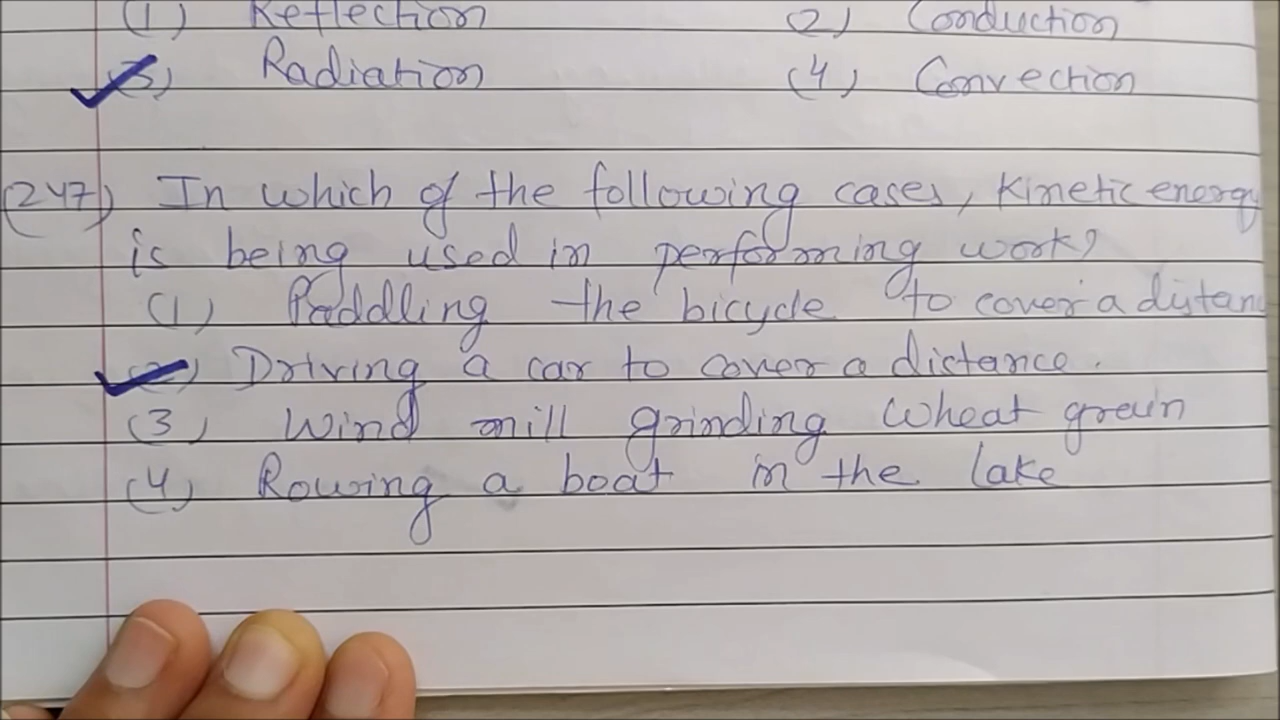 (1) Reflection (2) Conduction
(3) Radiation (4) Convection
(247) In which of the following cases, Kinetic energy
is being used in performing work?
(1) Paddling the bicycle to cover a distan
(2) Driving a car to cover a distance.
(3) Wind mill grinding wheat grain
(4) Rowing a boat in the lake